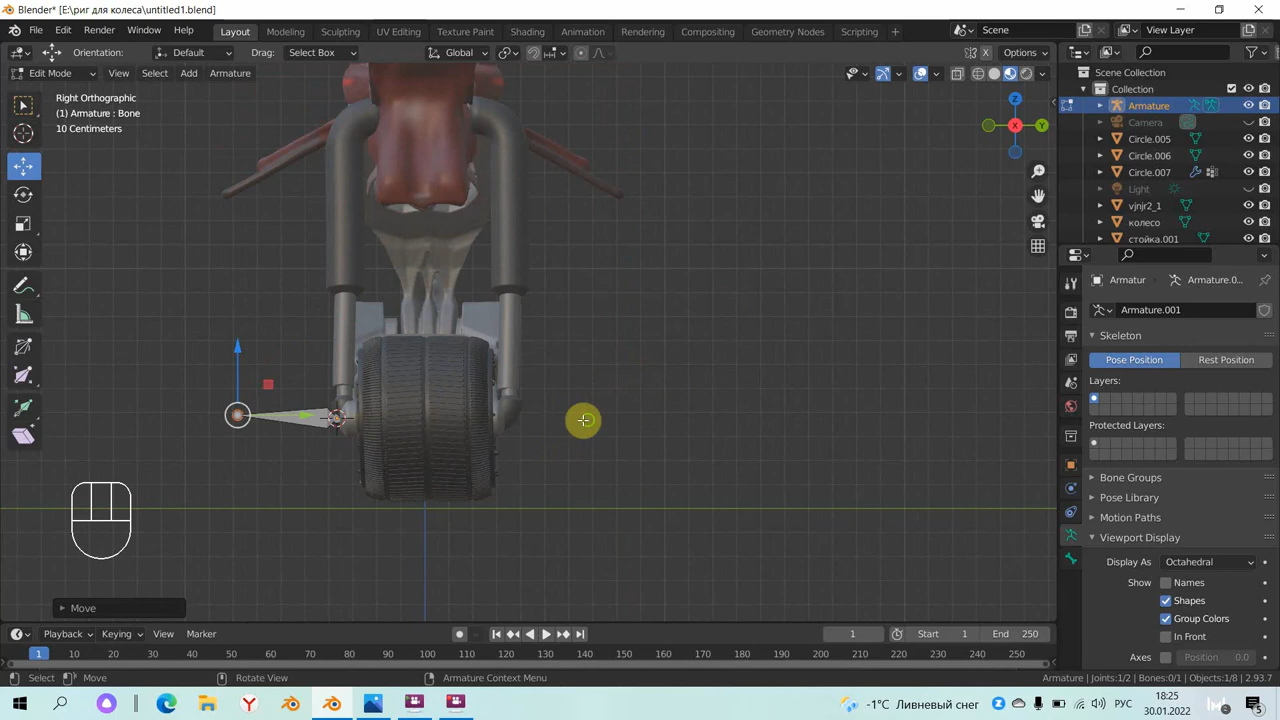 Blender* [E:\риг для колеса\untitled1.blend]
File Edit Render Window Help Layout Modeling Sculpting UV Editing Texture Paint Shading Animation Rendering Compositing Geometry Nodes Scripting + Scene View Layer
Orientation: Default Drag: Select Box Global X Options
Edit Mode View Select Add Armature
Right Orthographic
(1) Armature : Bone
10 Centimeters
Z
X
Y
Scene Collection
Collection
Armature
Camera
Circle.005
Circle.006
Circle.007
Light
vjnjr2_1
колесо
стойка.001
Armatur Armature.0...
Armature.001
Skeleton
Pose Position Rest Position
Layers:
Protected Layers:
Bone Groups
Pose Library
Motion Paths
Viewport Display
Display As Octahedral
Show Names
Shapes
Group Colors
In Front
Axes Position 0.0
Move
Playback Keying View Marker 1 Start 1 End 250
1 10 20 30 40 50 60 70 80 90 100 110 120 130 140 150 160 170 180 190 200 210 220 230 240 250
Select Move Rotate View Armature Context Menu Armature | Joints:1/2 | Bones:0/1 | Objects:1/8 | 2.93.7
-1°C Ливневый снег РУС 18:25 30.01.2022 5